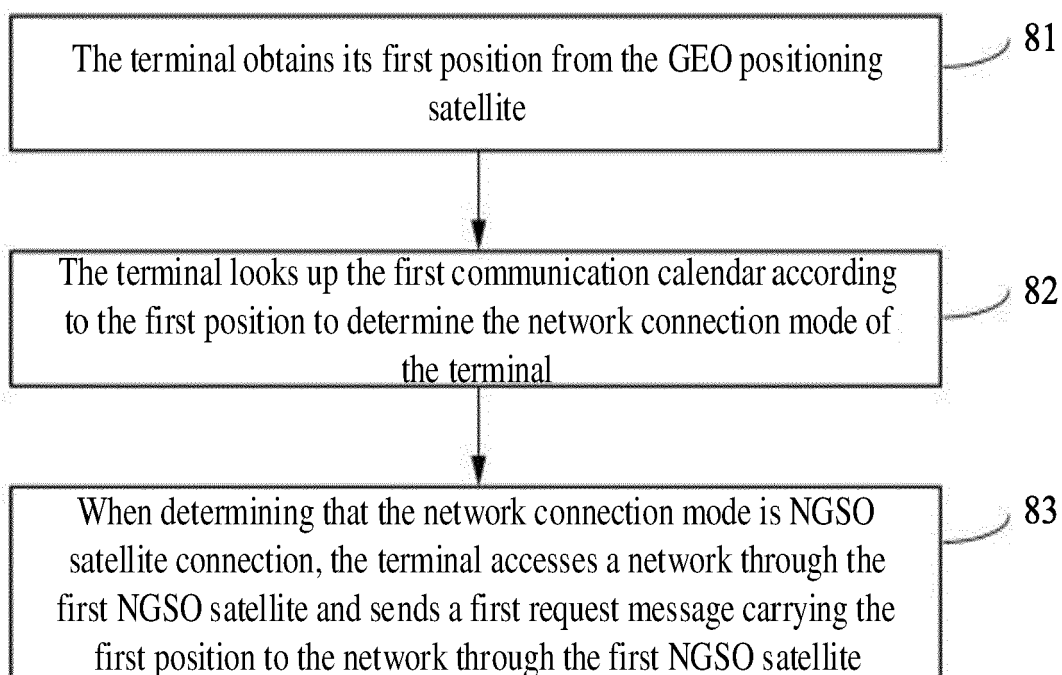 The terminal obtains its first position from the GEO positioning
satellite
81
The terminal looks up the first communication calendar according
to the first position to determine the network connection mode of
the terminal
82
When determining that the network connection mode is NGSO
satellite connection, the terminal accesses a network through the
first NGSO satellite and sends a first request message carrying the
first position to the network through the first NGSO satellite
83